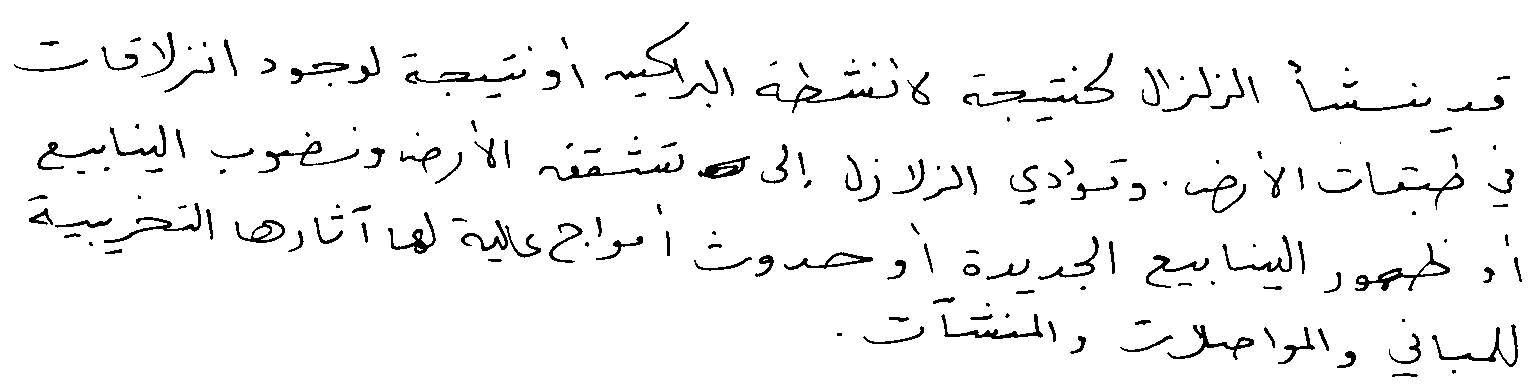 قد ينشأ الزلزال كنتيجة لأنشطة البراكين أو نتيجة لوجود انزلاقات
في طبقات الأرض. وتؤدي الزلازل إلى تشقق الأرض ونضوب الينابيع
أو ظهور الينابيع الجديدة أو حدوث أمواج عالية لها آثارها التخريبية
للمباني والمواصلات والمنشآت.